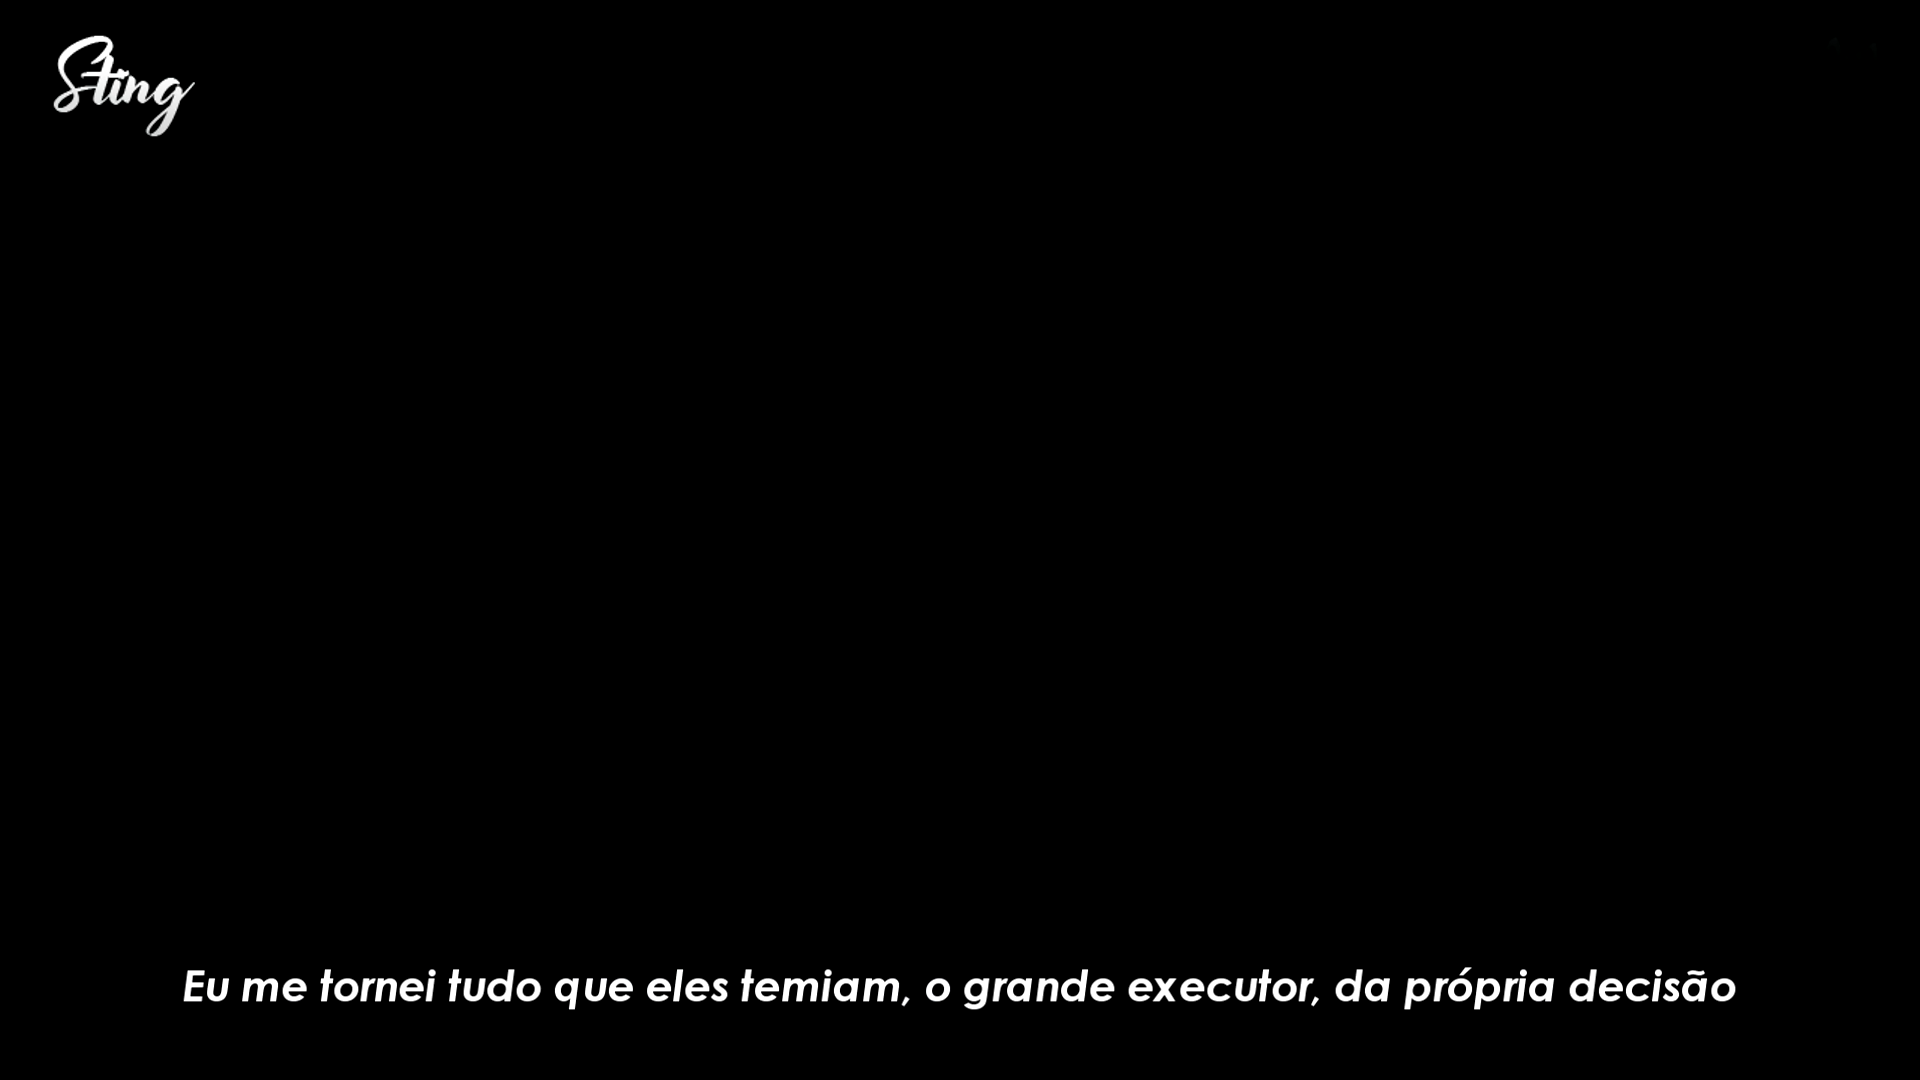 Sting
Eu me tornei tudo que eles temiam, o grande executor, da própria decisão